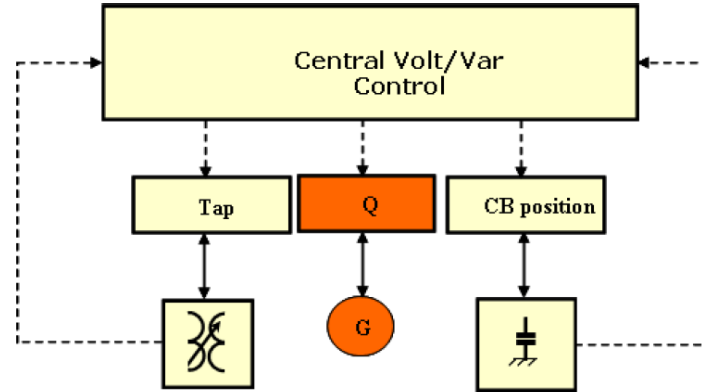 Central Volt/Var
Control
Tap
Q
CB position
G